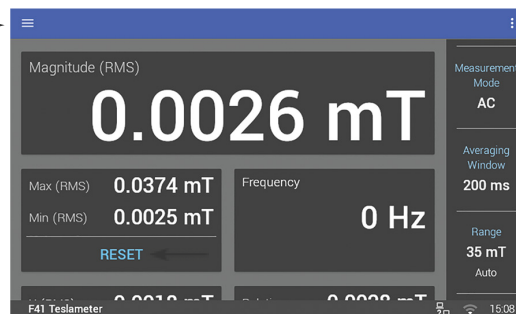 Magnitude (RMS)
0.0026 mT
Measurement
Mode
AC
Averaging
Window
200 ms
Max (RMS) 0.0374 mT
Min (RMS) 0.0025 mT
RESET
Frequency
0 Hz
Range
35 mT
Auto
F41 Teslameter
15:08